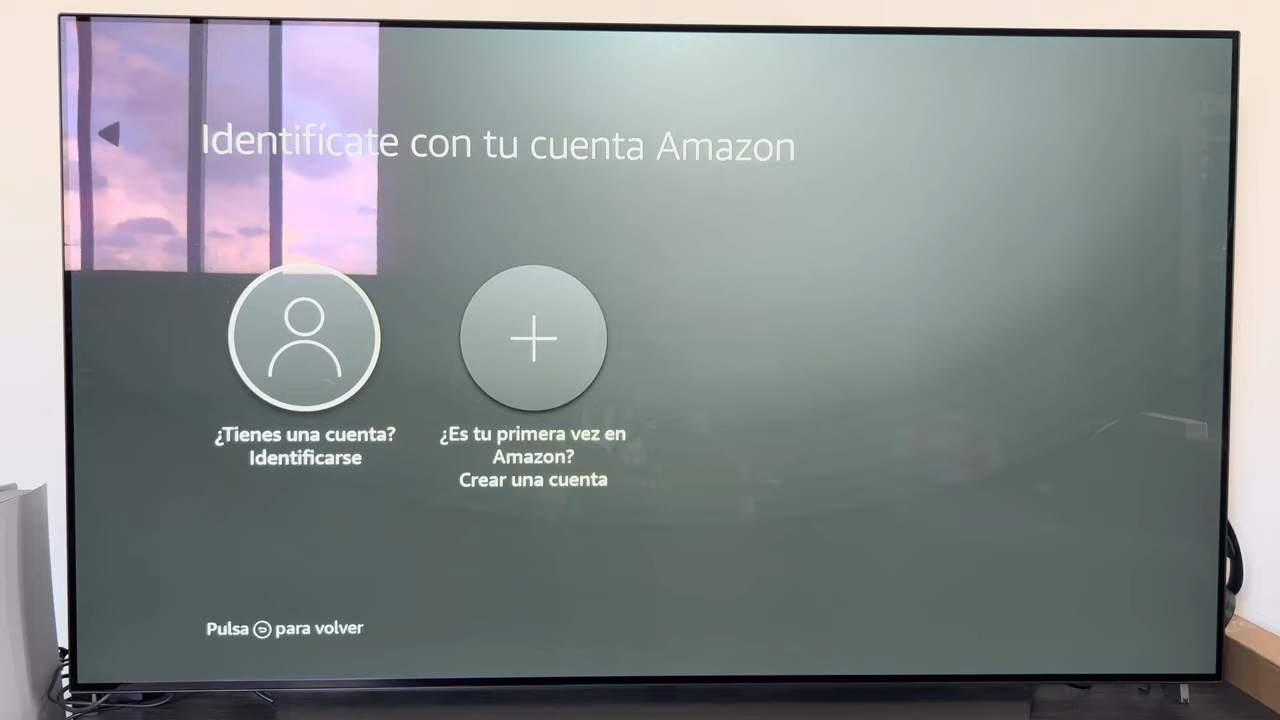 Identifícate con tu cuenta Amazon
¿Tienes una cuenta?
Identificarse
¿Es tu primera vez en
Amazon?
Crear una cuenta
Pulsa para volver